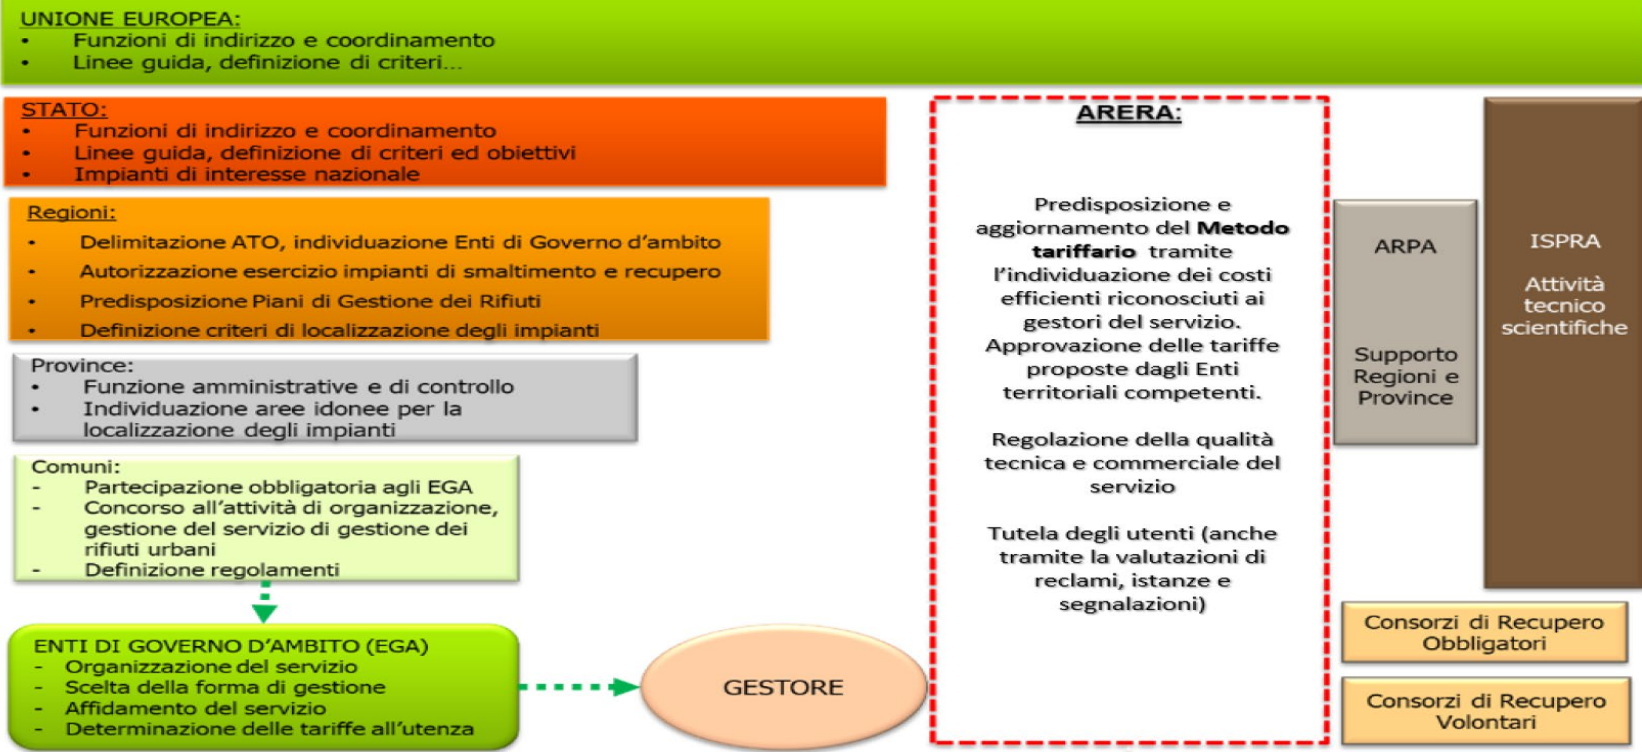 UNIONE EUROPEA:
• Funzioni di indirizzo e coordinamento
• Linee guida, definizione di criteri...
STATO:
• Funzioni di indirizzo e coordinamento
• Linee guida, definizione di criteri ed obiettivi
• Impianti di interesse nazionale
Regioni:
• Delimitazione ATO, individuazione Enti di Governo d'ambito
• Autorizzazione esercizio impianti di smaltimento e recupero
• Predisposizione Piani di Gestione dei Rifiuti
• Definizione criteri di localizzazione degli impianti
Province:
• Funzione amministrative e di controllo
• Individuazione aree idonee per la
localizzazione degli impianti
Comuni:
- Partecipazione obbligatoria agli EGA
- Concorso all'attività di organizzazione,
gestione del servizio di gestione dei
rifiuti urbani
- Definizione regolamenti
ENTI DI GOVERNO D'AMBITO (EGA)
- Organizzazione del servizio
- Scelta della forma di gestione
- Affidamento del servizio
- Determinazione delle tariffe all'utenza
GESTORE
ARERA:
Predisposizione e
aggiornamento del Metodo
tariffario tramite
l'individuazione dei costi
efficienti riconosciuti ai
gestori del servizio.
Approvazione delle tariffe
proposte dagli Enti
territoriali competenti.
Regolazione della qualità
tecnica e commerciale del
servizio
Tutela degli utenti (anche
tramite la valutazioni di
reclami, istanze e
segnalazioni)
ARPA
Supporto
Regioni e
Province
ISPRA
Attività
tecnico
scientifiche
Consorzi di Recupero
Obbligatori
Consorzi di Recupero
Volontari